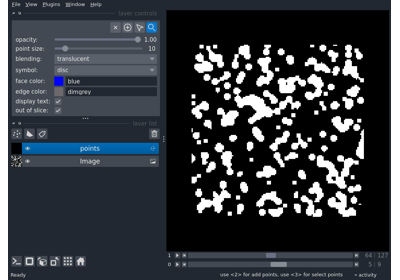 File View Plugins Window Help
layer controls
opacity: 1.00
point size: 10
blending: translucent
symbol: disc
face color: blue
edge color: dimgrey
display text:
out of slice:
layer list
points
Image
1 64 127
0 5 9
Ready use <2> for add points, use <3> for select points activity